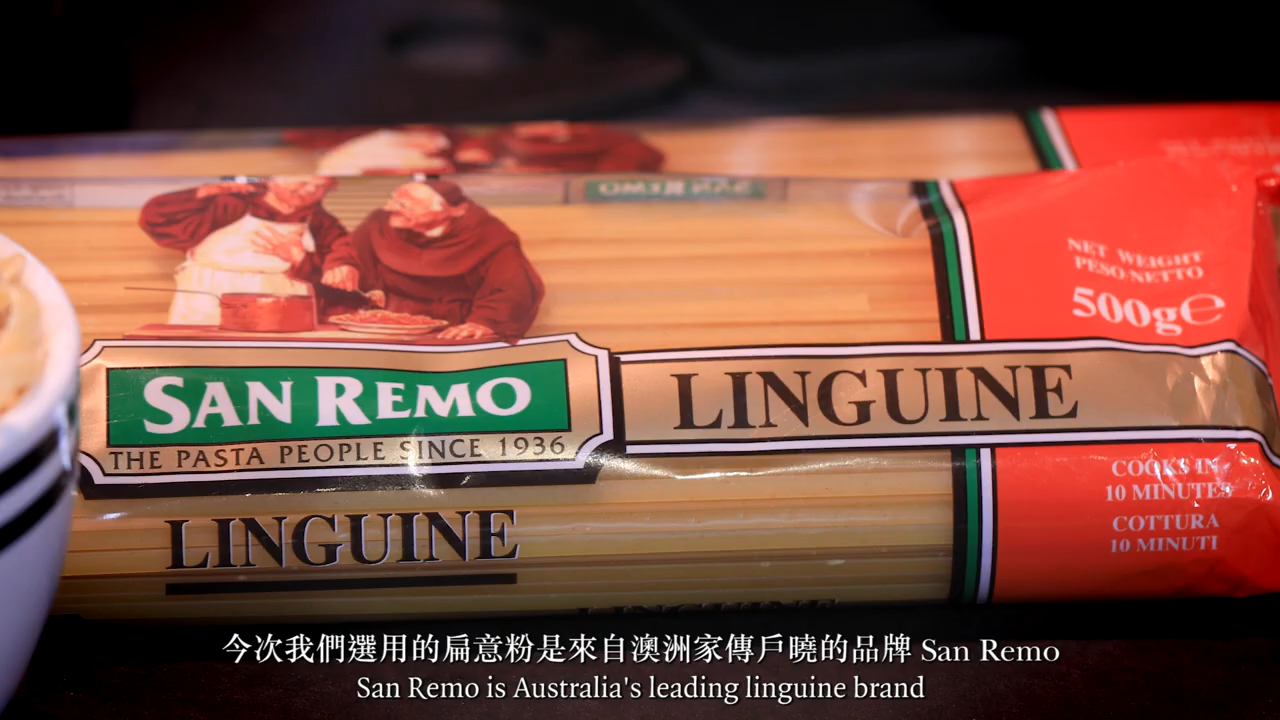 NET WEIGHT
PESO NETTO
500g℮
SAN REMO
THE PASTA PEOPLE SINCE 1936
LINGUINE
LINGUINE
COOKS IN
10 MINUTES
COTTURA
10 MINUTI
今次我們選用的扁意粉是來自澳洲家傳戶曉的品牌 San Remo
San Remo is Australia's leading linguine brand